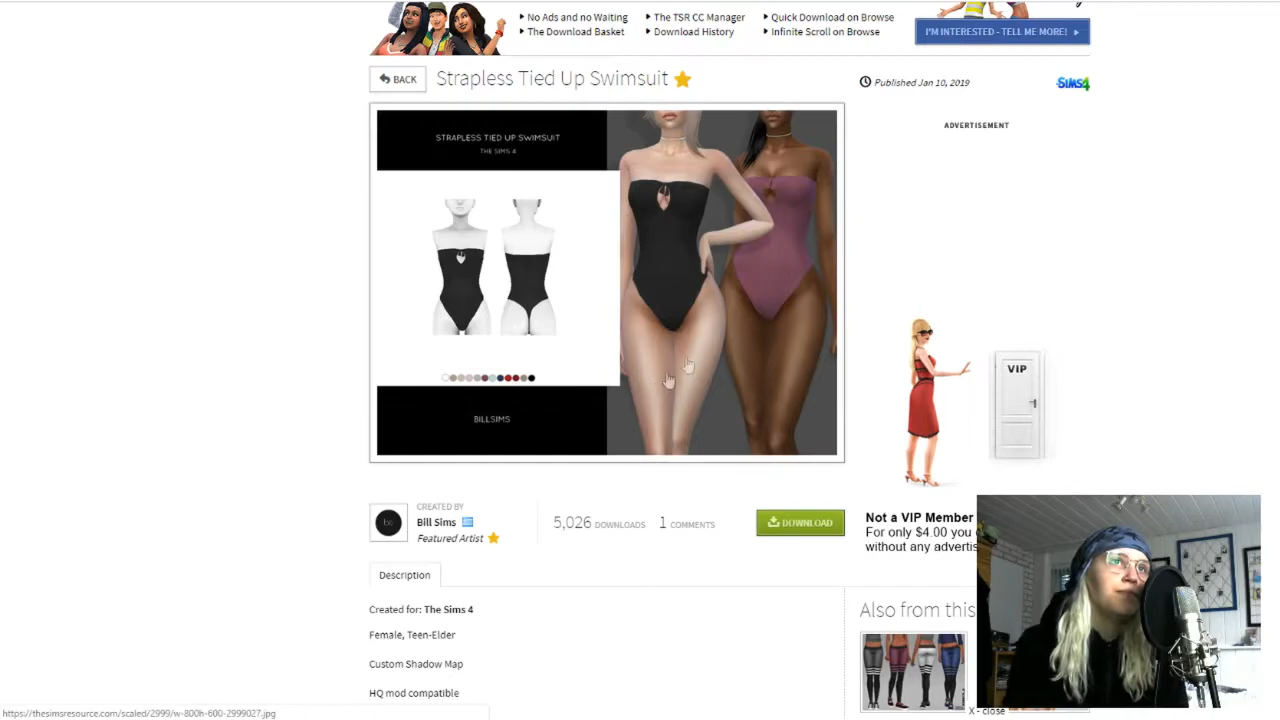 No Ads and no Waiting
The TSR CC Manager
Quick Download on Browse
The Download Basket
Download History
Infinite Scroll on Browse
I'M INTERESTED - TELL ME MORE!
BACK
Strapless Tied Up Swimsuit
Published Jan 10, 2019
SIMS4
ADVERTISEMENT
STRAPLESS TIED UP SWIMSUIT
THE SIMS 4
BILLSIMS
VIP
CREATED BY
Bill Sims
Featured Artist
5,026 DOWNLOADS
1 COMMENTS
DOWNLOAD
Not a VIP Member
For only $4.00 you
without any advertis
Description
Created for: The Sims 4
Also from this
Female, Teen-Elder
Custom Shadow Map
HQ mod compatible
X - close
https://thesimsresource.com/scaled/2999/w-800h-600-2999027.jpg